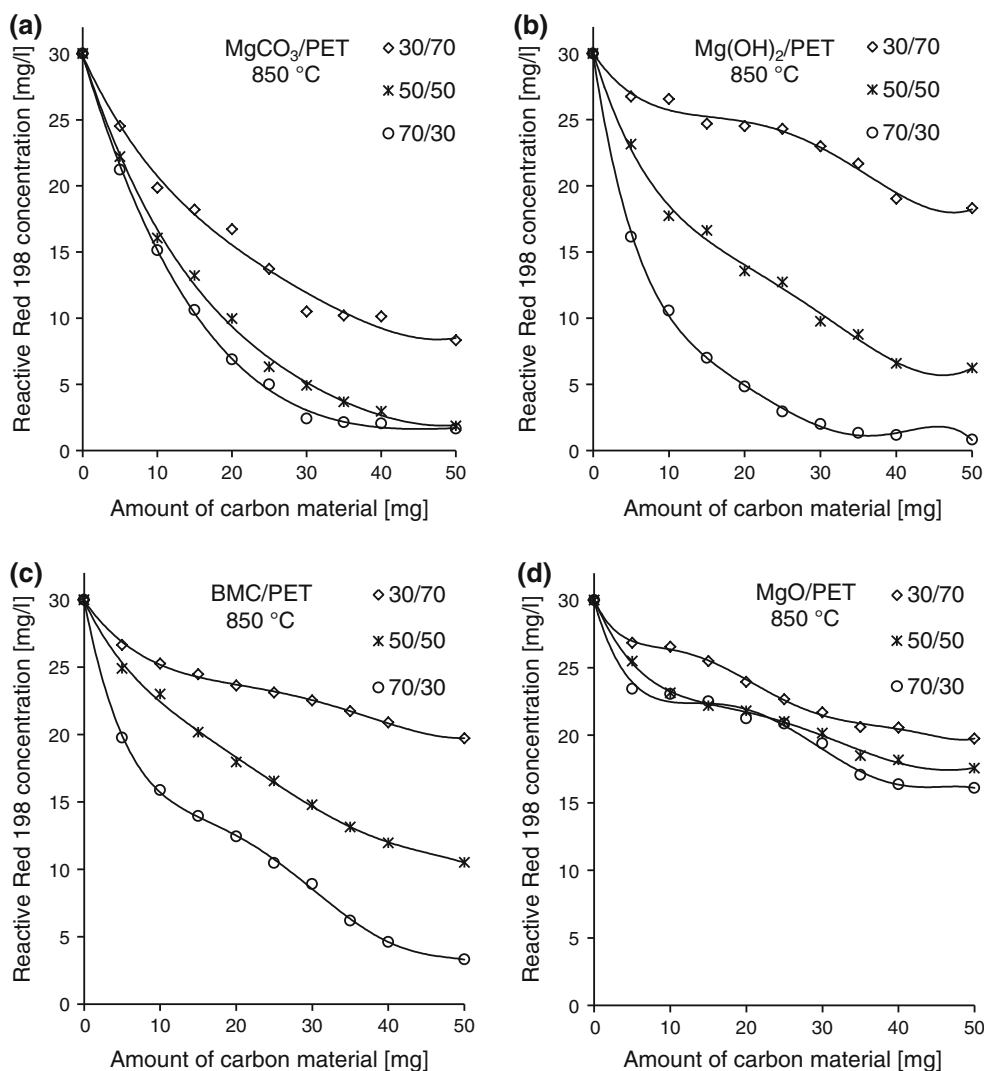 (a)
MgCO3/PET
850 °C
30/70
50/50
70/30
Reactive Red 198 concentration [mg/l]
30
25
20
15
10
5
0
0 10 20 30 40 50
Amount of carbon material [mg]
(b)
Mg(OH)2/PET
850 °C
30/70
50/50
70/30
Reactive Red 198 concentration [mg/l]
30
25
20
15
10
5
0
0 10 20 30 40 50
Amount of carbon material [mg]
(c)
BMC/PET
850 °C
30/70
50/50
70/30
Reactive Red 198 concentration [mg/l]
30
25
20
15
10
5
0
0 10 20 30 40 50
Amount of carbon material [mg]
(d)
MgO/PET
850 °C
30/70
50/50
70/30
Reactive Red 198 concentration [mg/l]
30
25
20
15
10
5
0
0 10 20 30 40 50
Amount of carbon material [mg]